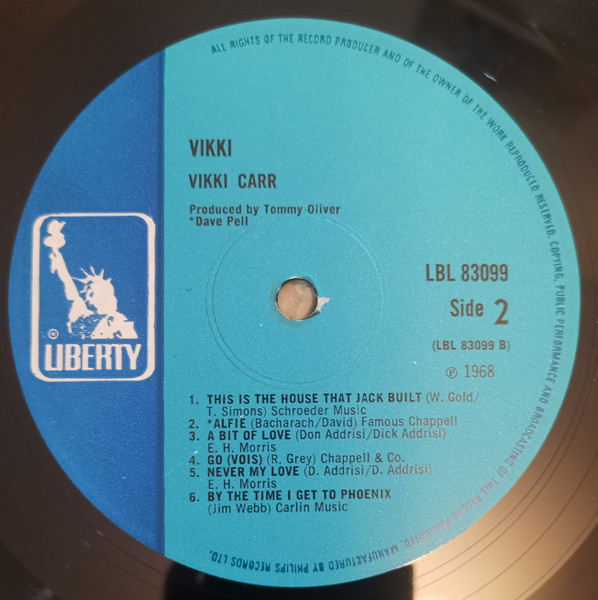 ALL RIGHTS OF THE RECORD PRODUCER AND OF THE OWNER OF THE WORK REPRODUCED RESERVED. COPYING, PUBLIC PERFORMANCE AND BROADCASTING OF THIS RECORD PROHIBITED. MANUFACTURED BY PHILIPS RECORDS LTD.
VIKKI
VIKKI CARR
Produced by Tommy Oliver
*Dave Pell
LIBERTY
LBL 83099
Side 2
(LBL 83099 B)
℗ 1968
1. THIS IS THE HOUSE THAT JACK BUILT (W. Gold/
T. Simons) Schroeder Music
2. *ALFIE (Bacharach/David) Famous Chappell
3. A BIT OF LOVE (Don Addrisi/Dick Addrisi)
E. H. Morris
4. GO (VOIS) (R. Grey) Chappell & Co.
5. NEVER MY LOVE (D. Addrisi/D. Addrisi)
E. H. Morris
6. BY THE TIME I GET TO PHOENIX
(Jim Webb) Carlin Music